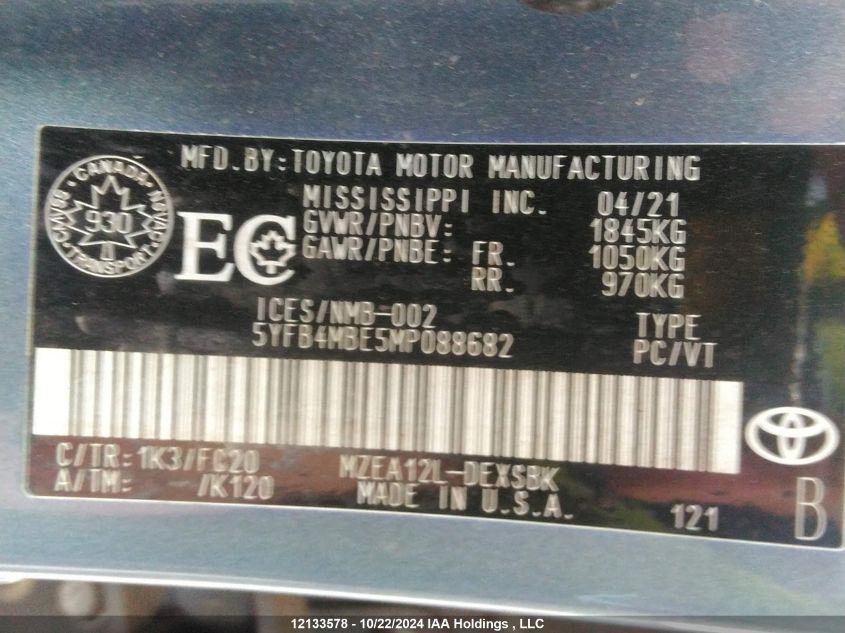 MFD.BY:TOYOTA MOTOR MANUFACTURING
MISSISSIPPI INC. 04/21
GVWR/PNBV: 1845KG
GAWR/PNBE: FR. 1050KG
RR. 970KG
CANADA
930
TRANSPORT
EC
ICES/NMB-002
5YFB4MBE5MP088682
TYPE
PC/VT
C/TR: 1K3/FC20
A/TM: /K120
MZEA12L-DEXSBK
MADE IN U.S.A.
121
B
12133578 - 10/22/2024 IAA Holdings , LLC